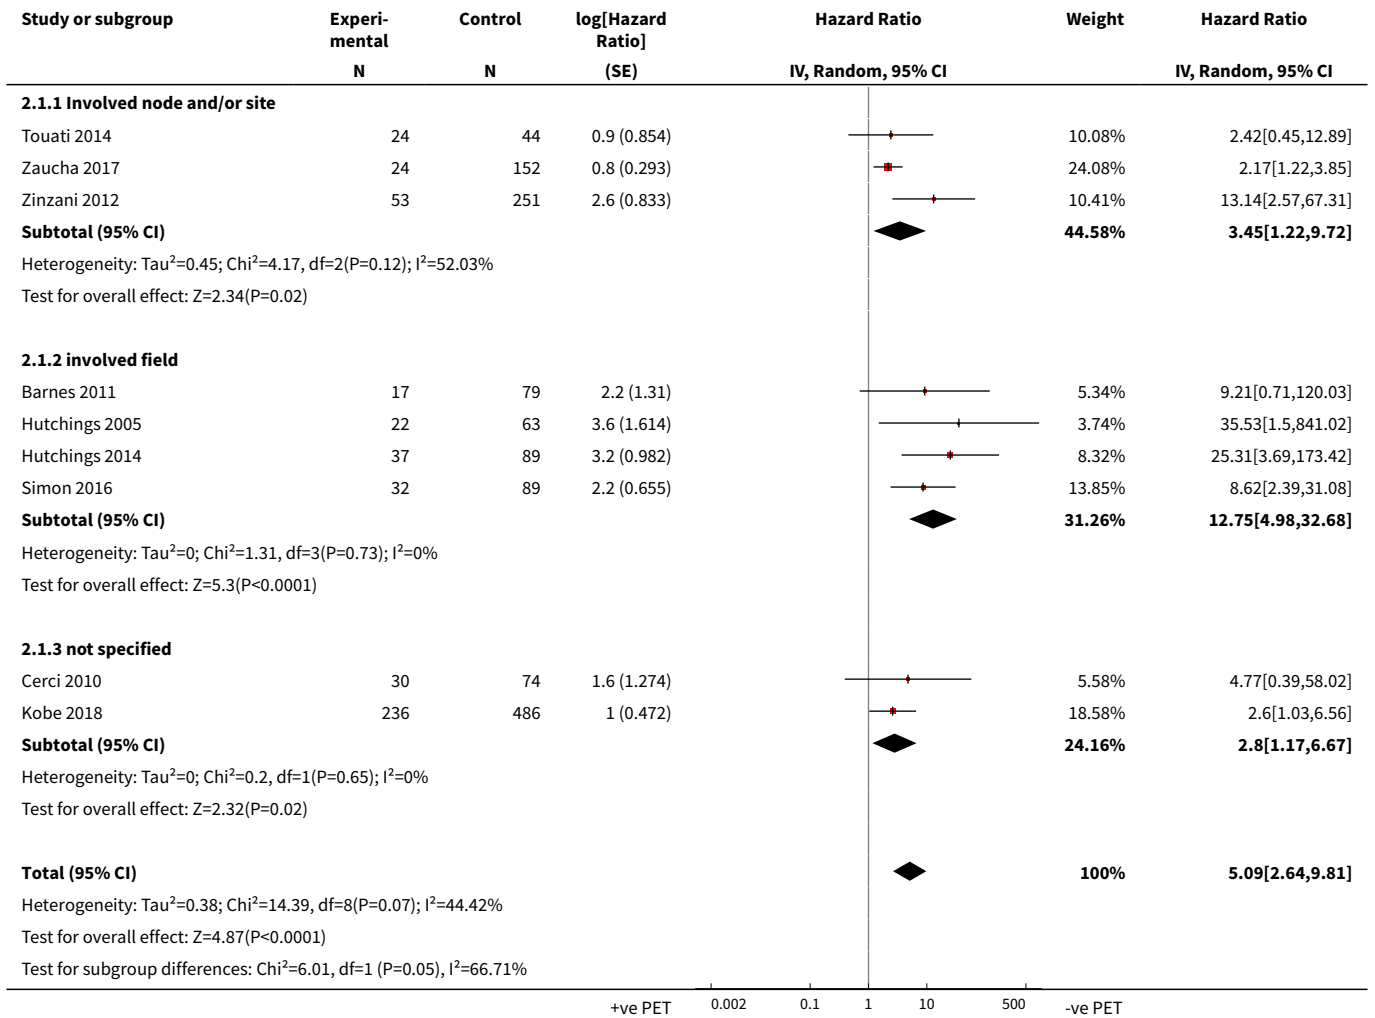 Study or subgroup Experi- Control log[Hazard Hazard Ratio Weight Hazard Ratio
mental Ratio]
N N (SE) IV, Random, 95% CI IV, Random, 95% CI
2.1.1 Involved node and/or site
Touati 2014 24 44 0.9 (0.854) 10.08% 2.42[0.45,12.89]
Zaucha 2017 24 152 0.8 (0.293) 24.08% 2.17[1.22,3.85]
Zinzani 2012 53 251 2.6 (0.833) 10.41% 13.14[2.57,67.31]
Subtotal (95% CI) 44.58% 3.45[1.22,9.72]
Heterogeneity: Tau²=0.45; Chi²=4.17, df=2(P=0.12); I²=52.03%
Test for overall effect: Z=2.34(P=0.02)
2.1.2 involved field
Barnes 2011 17 79 2.2 (1.31) 5.34% 9.21[0.71,120.03]
Hutchings 2005 22 63 3.6 (1.614) 3.74% 35.53[1.5,841.02]
Hutchings 2014 37 89 3.2 (0.982) 8.32% 25.31[3.69,173.42]
Simon 2016 32 89 2.2 (0.655) 13.85% 8.62[2.39,31.08]
Subtotal (95% CI) 31.26% 12.75[4.98,32.68]
Heterogeneity: Tau²=0; Chi²=1.31, df=3(P=0.73); I²=0%
Test for overall effect: Z=5.3(P<0.0001)
2.1.3 not specified
Cerci 2010 30 74 1.6 (1.274) 5.58% 4.77[0.39,58.02]
Kobe 2018 236 486 1 (0.472) 18.58% 2.6[1.03,6.56]
Subtotal (95% CI) 24.16% 2.8[1.17,6.67]
Heterogeneity: Tau²=0; Chi²=0.2, df=1(P=0.65); I²=0%
Test for overall effect: Z=2.32(P=0.02)
Total (95% CI) 100% 5.09[2.64,9.81]
Heterogeneity: Tau²=0.38; Chi²=14.39, df=8(P=0.07); I²=44.42%
Test for overall effect: Z=4.87(P<0.0001)
Test for subgroup differences: Chi²=6.01, df=1 (P=0.05), I²=66.71%
+ve PET 0.002 0.1 1 10 500 -ve PET